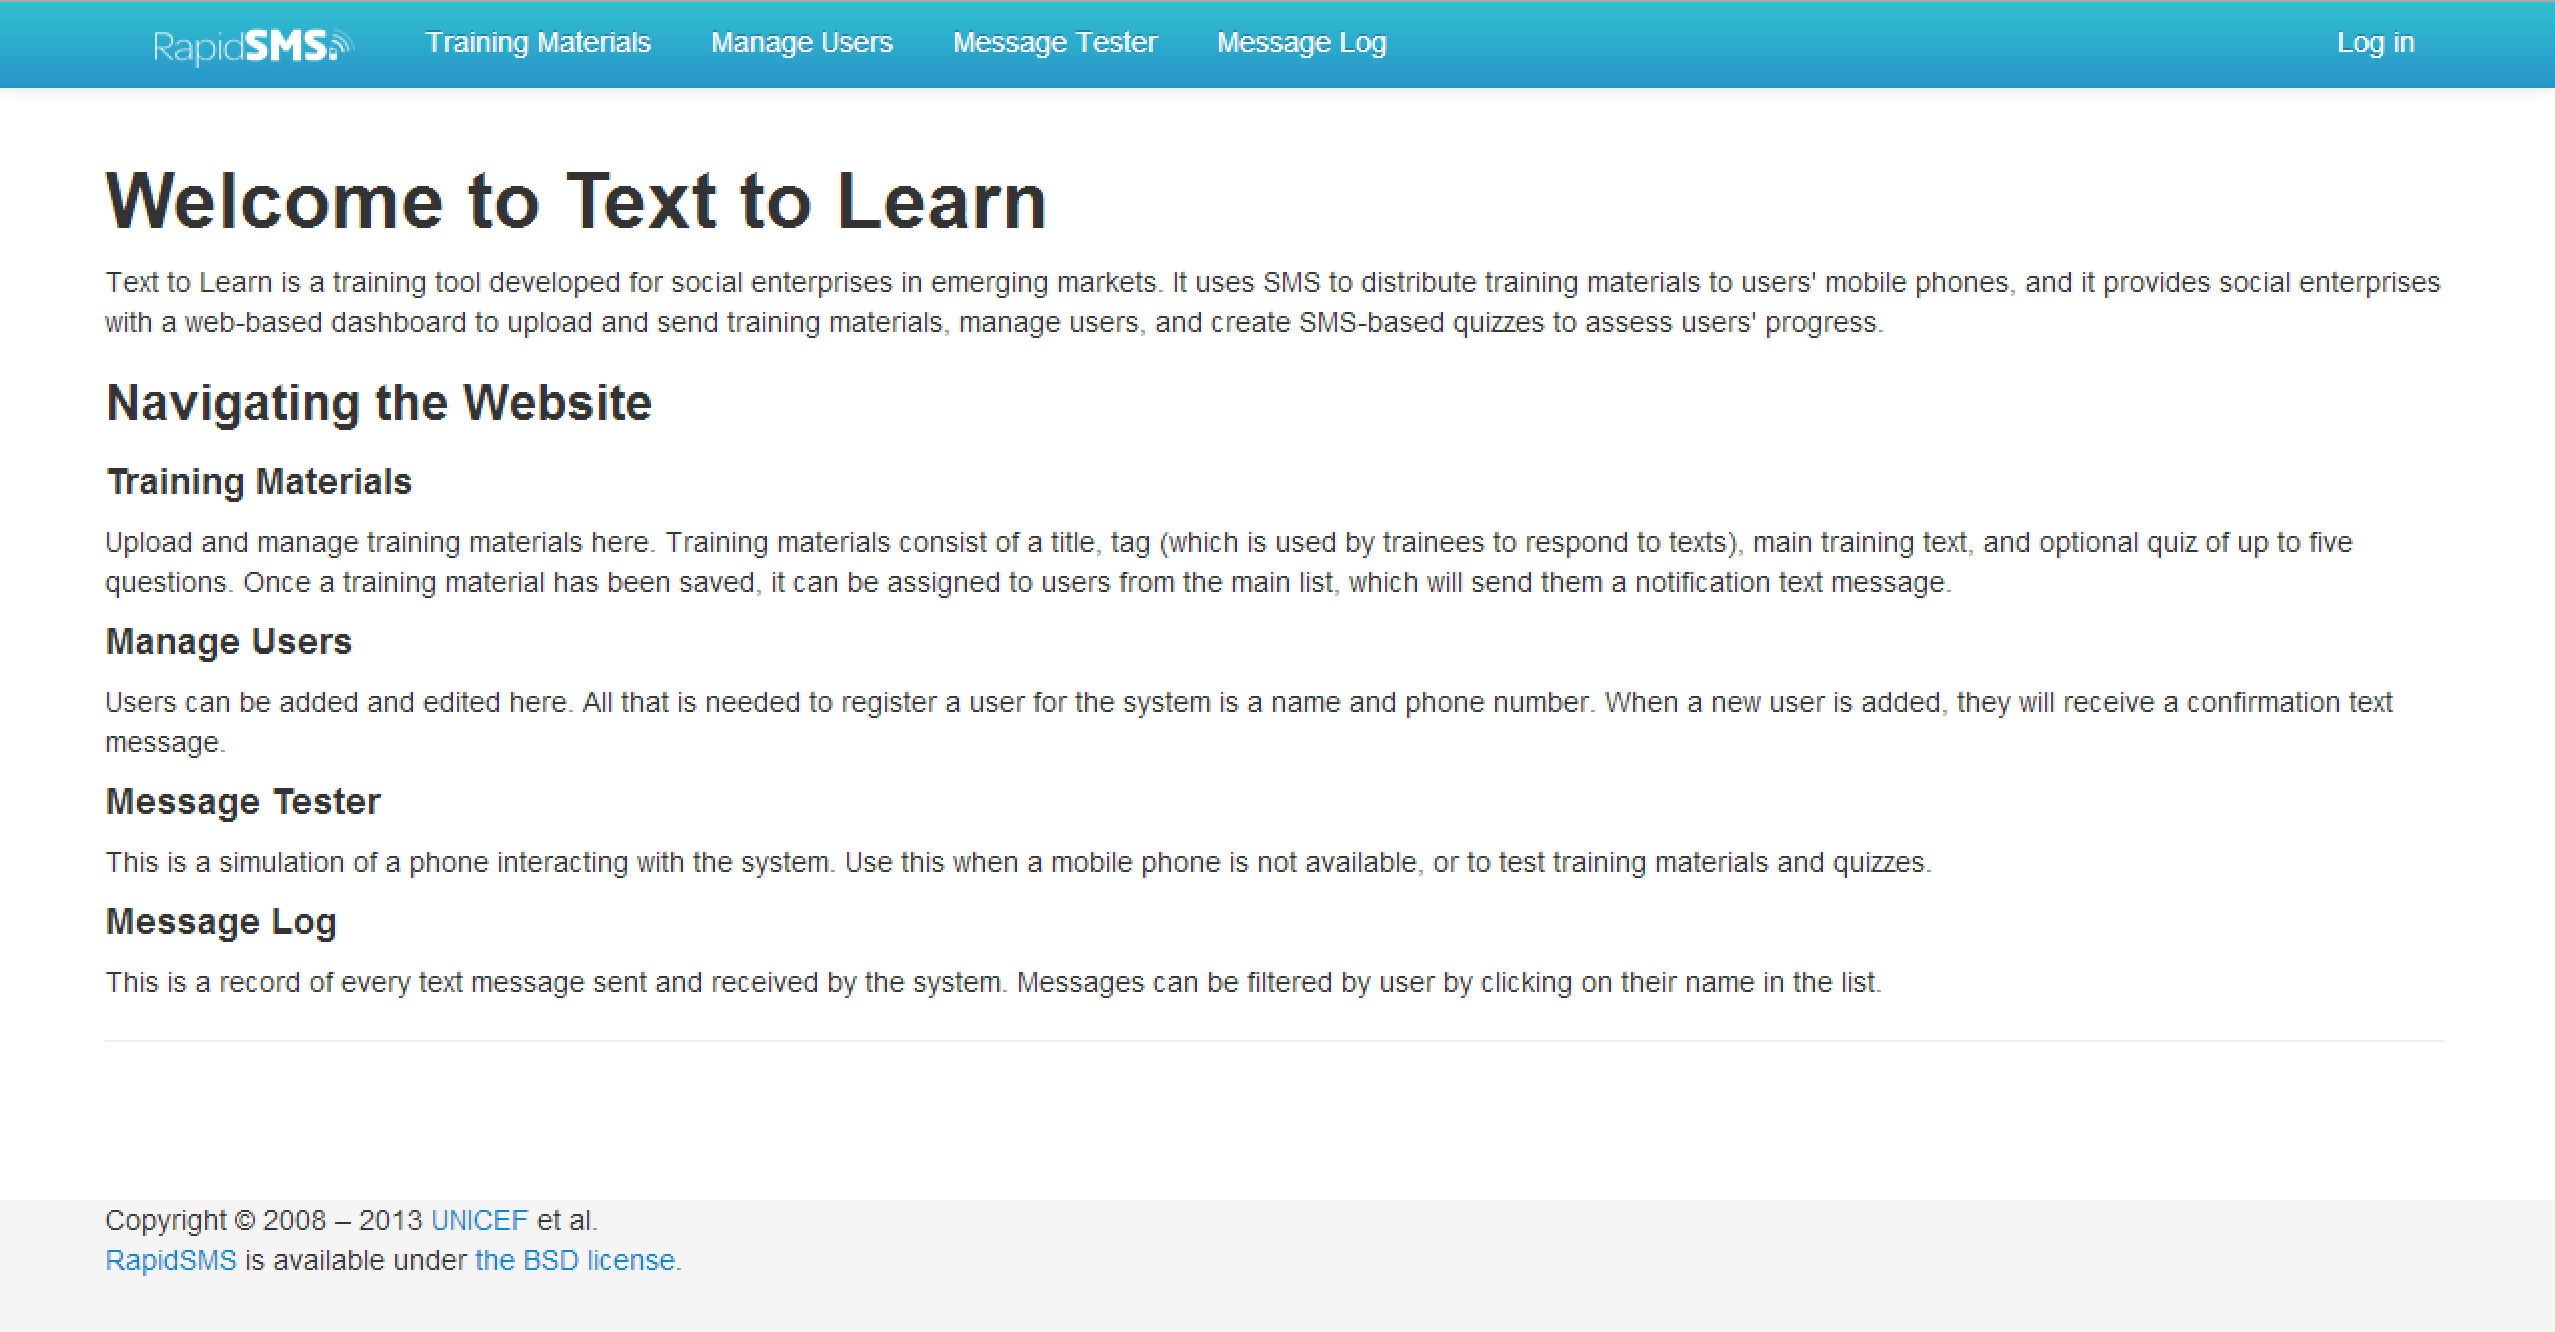 RapidSMS Training Materials Manage Users Message Tester Message Log Log in
Welcome to Text to Learn
Text to Learn is a training tool developed for social enterprises in emerging markets. It uses SMS to distribute training materials to users' mobile phones, and it provides social enterprises
with a web-based dashboard to upload and send training materials, manage users, and create SMS-based quizzes to assess users' progress.
Navigating the Website
Training Materials
Upload and manage training materials here. Training materials consist of a title, tag (which is used by trainees to respond to texts), main training text, and optional quiz of up to five
questions. Once a training material has been saved, it can be assigned to users from the main list, which will send them a notification text message.
Manage Users
Users can be added and edited here. All that is needed to register a user for the system is a name and phone number. When a new user is added, they will receive a confirmation text
message.
Message Tester
This is a simulation of a phone interacting with the system. Use this when a mobile phone is not available, or to test training materials and quizzes.
Message Log
This is a record of every text message sent and received by the system. Messages can be filtered by user by clicking on their name in the list.
Copyright © 2008 – 2013 UNICEF et al.
RapidSMS is available under the BSD license.